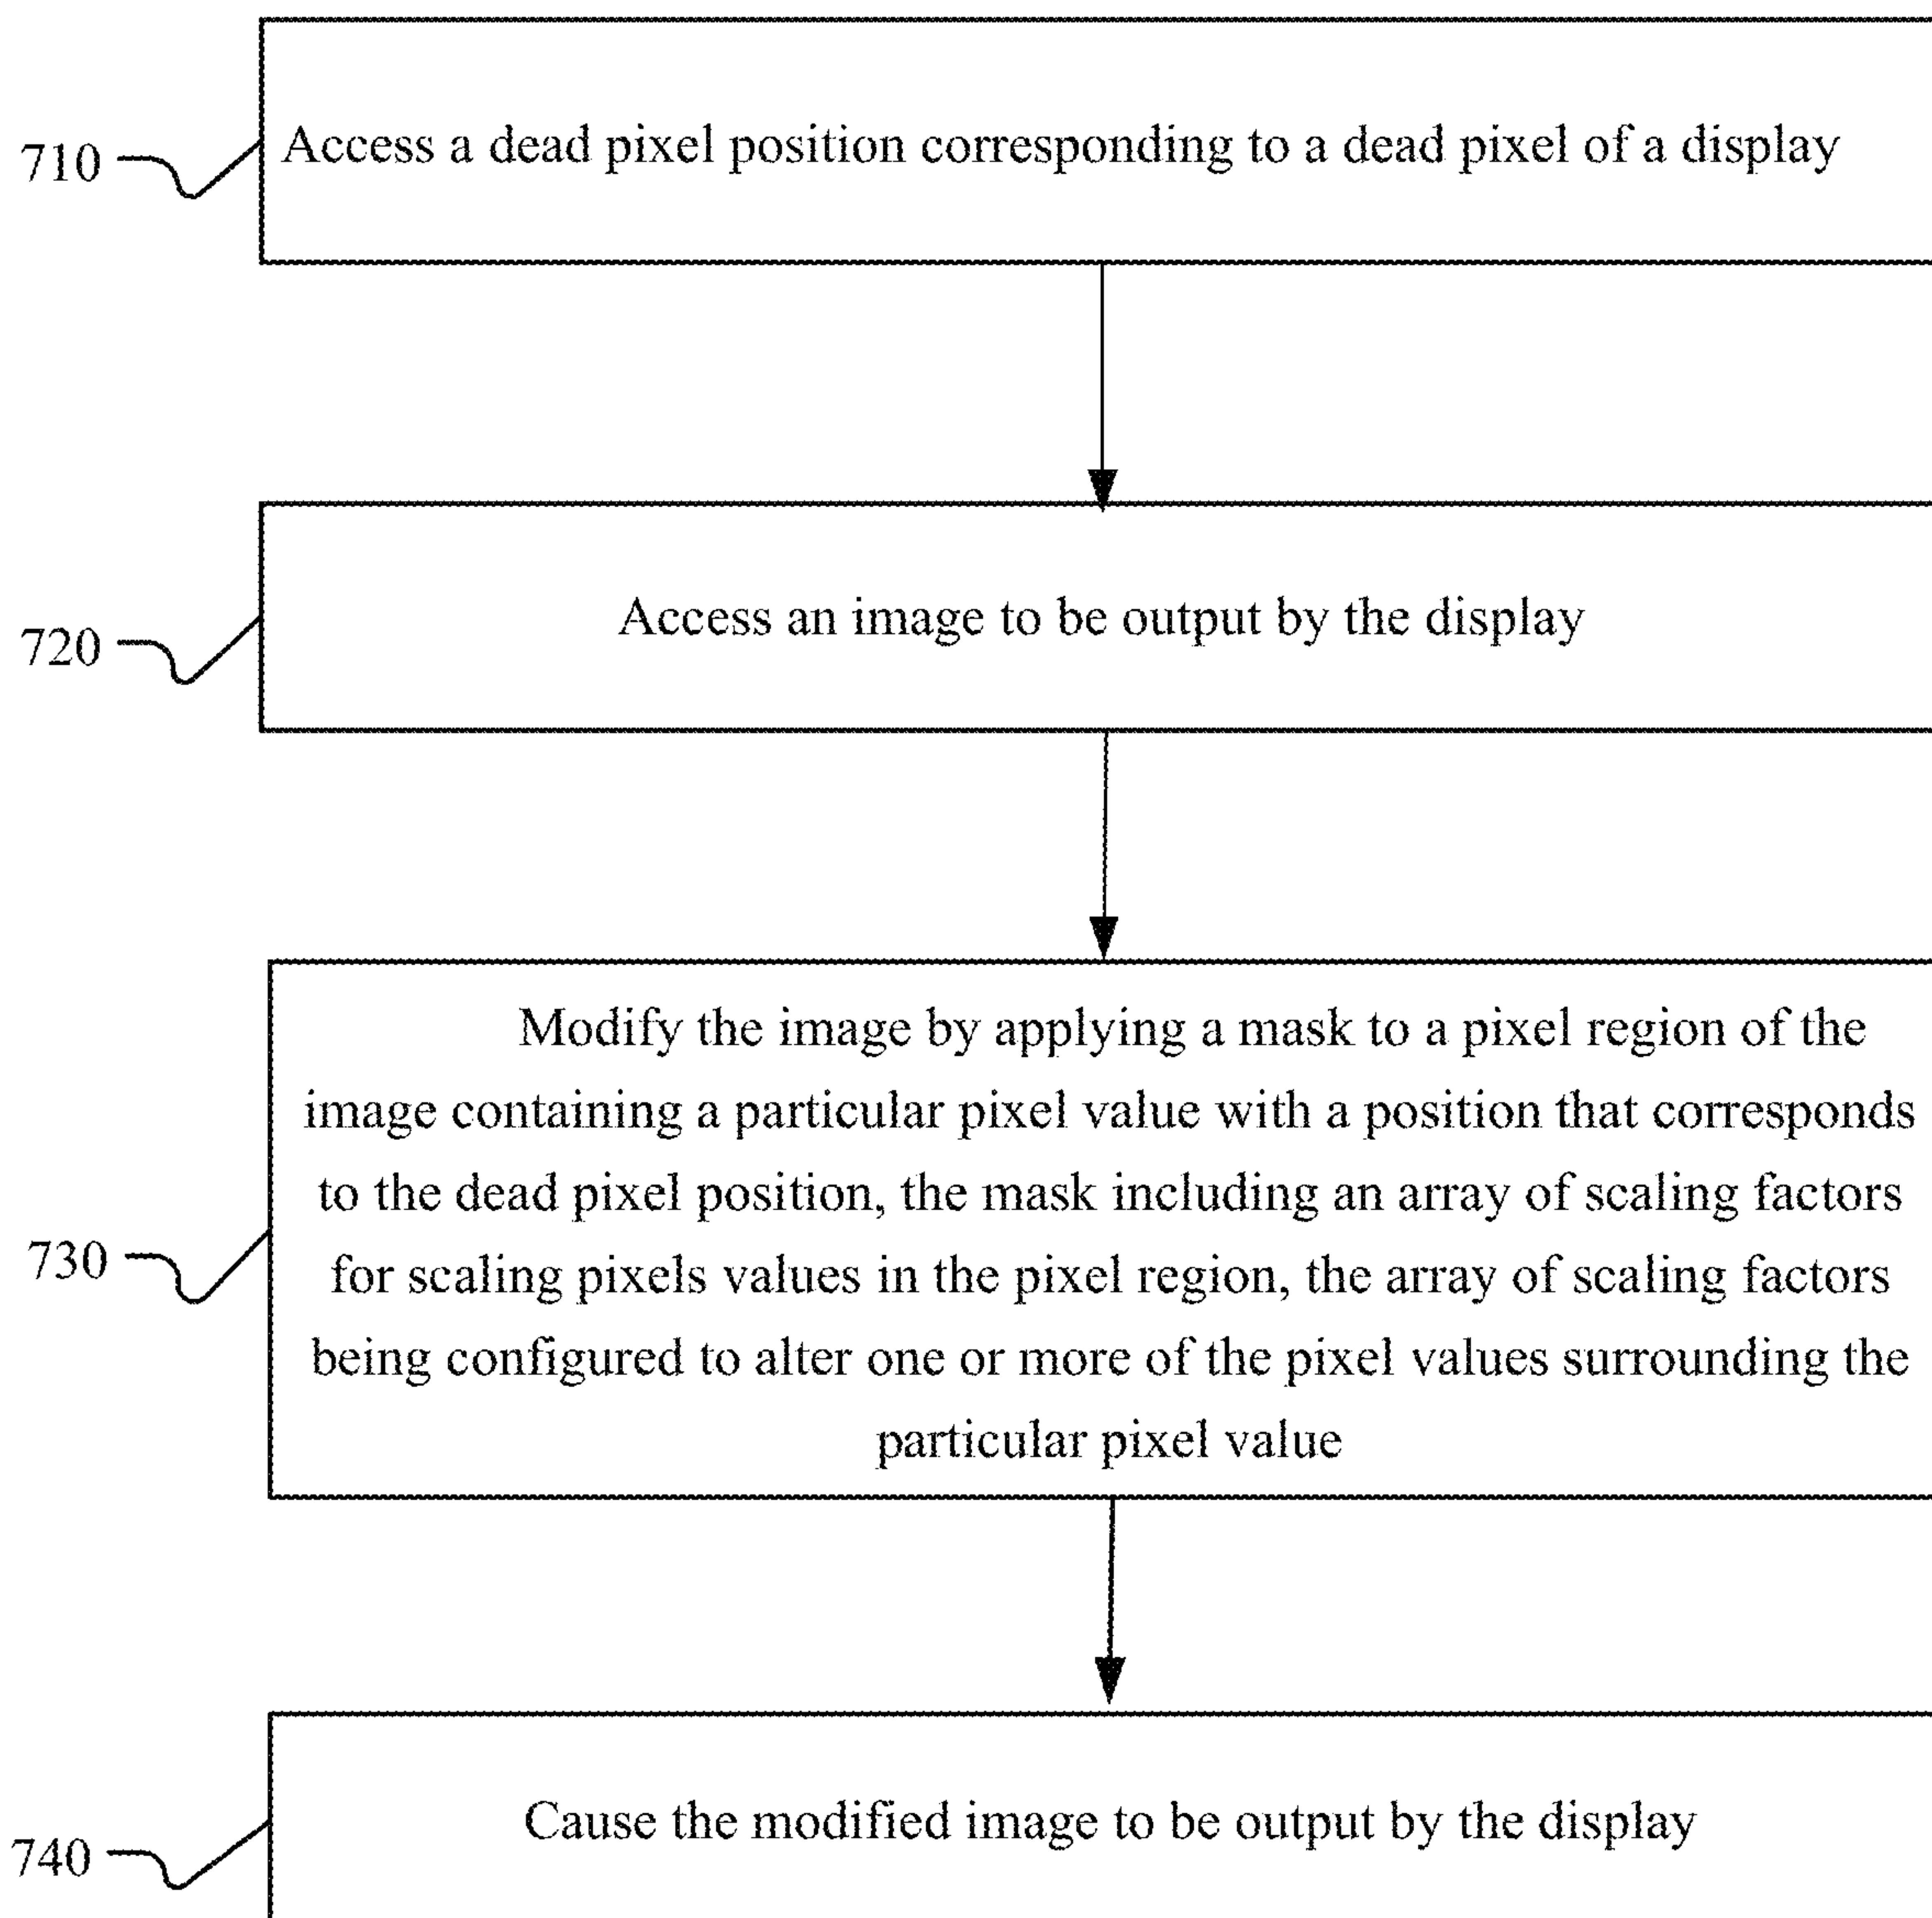 710
Access a dead pixel position corresponding to a dead pixel of a display
720
Access an image to be output by the display
730
Modify the image by applying a mask to a pixel region of the
image containing a particular pixel value with a position that corresponds
to the dead pixel position, the mask including an array of scaling factors
for scaling pixels values in the pixel region, the array of scaling factors
being configured to alter one or more of the pixel values surrounding the
particular pixel value
740
Cause the modified image to be output by the display